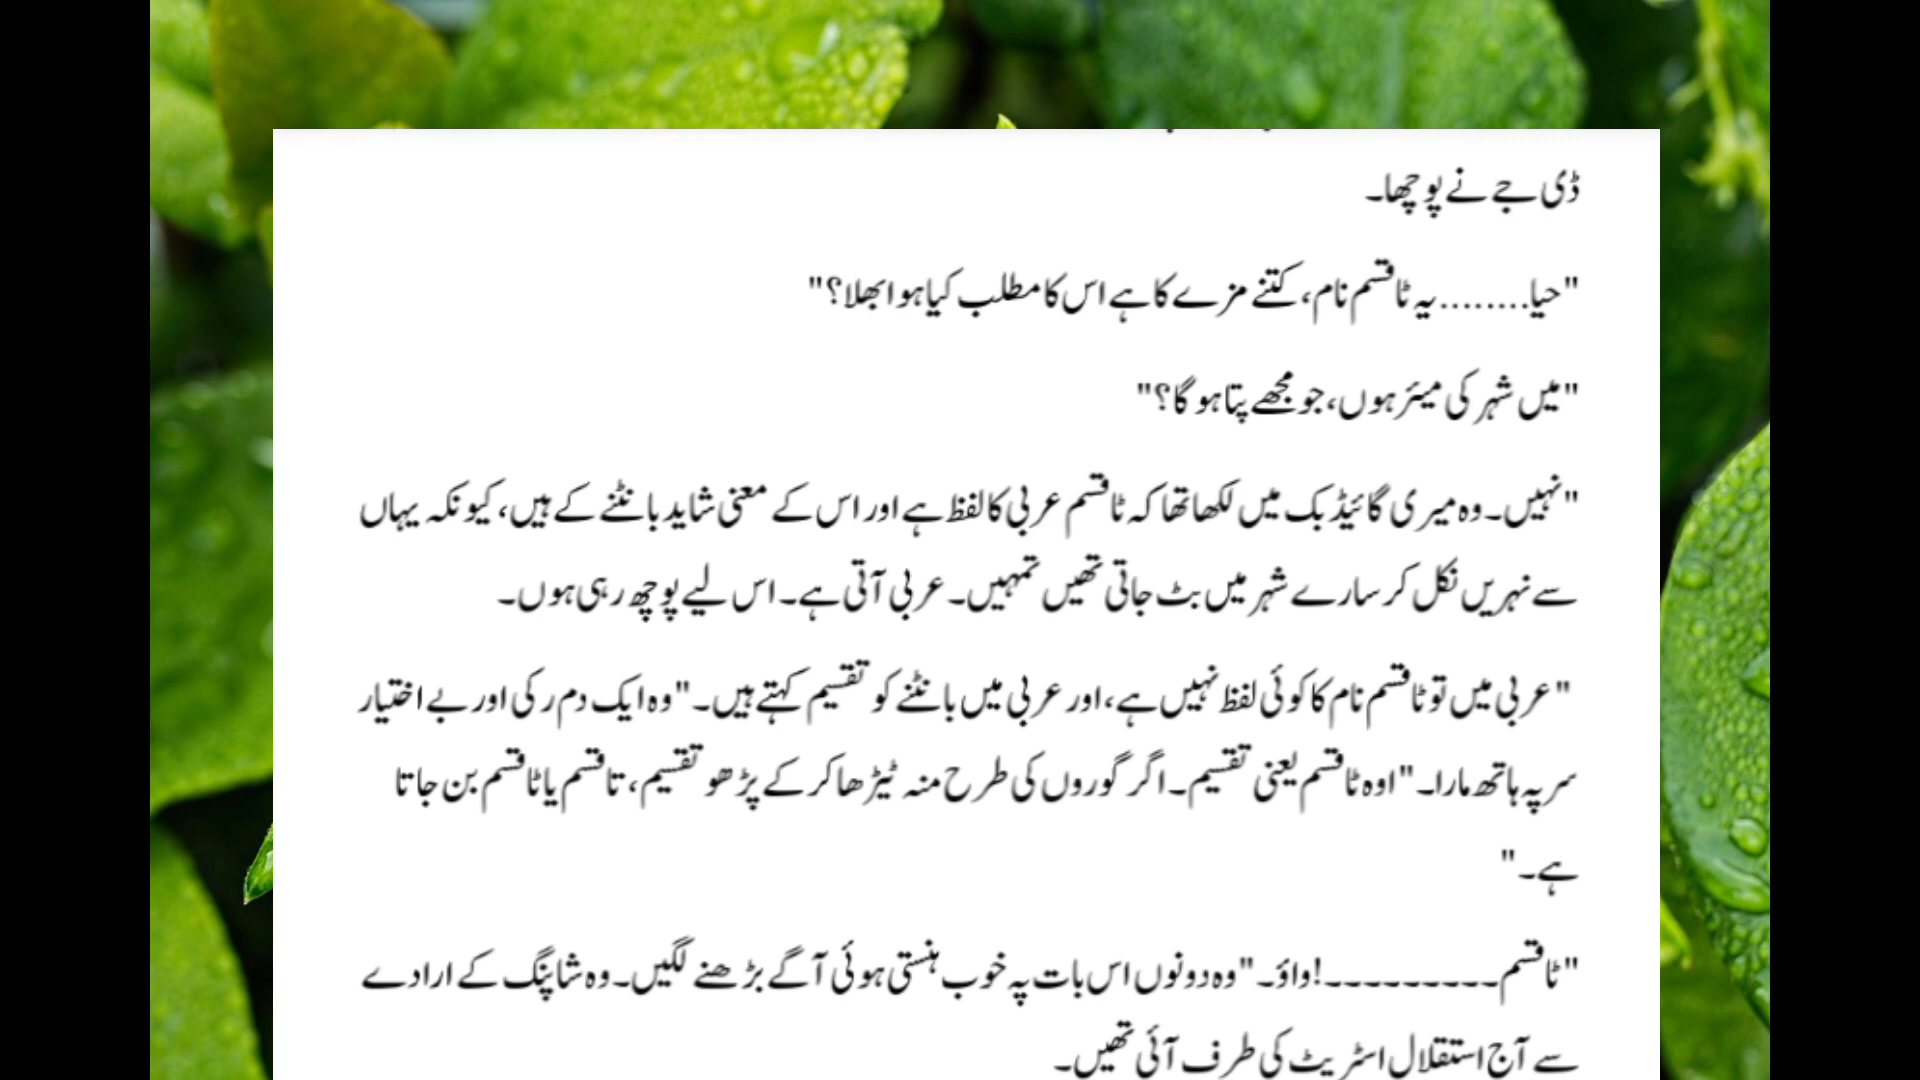 ڈی جے نے پوچھا۔
"حیا........یہ ٹاقسم نام، کتنے مزے کا ہے اس کا مطلب کیا ہوا بھلا؟"
"میں شہر کی میئر ہوں، جو مجھے پتا ہو گا؟"
"نہیں۔ وہ میری گائیڈ بک میں لکھا تھا کہ ٹاقسم عربی کا لفظ ہے اور اس کے معنی شاید بانٹنے کے ہیں، کیونکہ یہاں
سے نہریں نکل کر سارے شہر میں بٹ جاتی تھیں تمہیں۔ عربی آتی ہے۔ اس لیے پوچھ رہی ہوں۔
"عربی میں تو ٹاقسم نام کا کوئی لفظ نہیں ہے، اور عربی میں بانٹنے کو تقسیم کہتے ہیں۔" وہ ایک دم رکی اور بے اختیار
سر پہ ہاتھ مارا۔ "اوہ ٹاقسم یعنی تقسیم۔ اگر گوروں کی طرح منہ ٹیڑھا کر کے پڑھو تقسیم، تاقسم یا ٹاقسم بن جاتا
ہے۔"
"ٹاقسم۔۔۔۔۔۔۔۔۔!واؤ۔" وہ دونوں اس بات پہ خوب ہنستی ہوئی آگے بڑھنے لگیں۔ وہ شاپنگ کے ارادے
سے آج استقلال اسٹریٹ کی طرف آئی تھیں۔